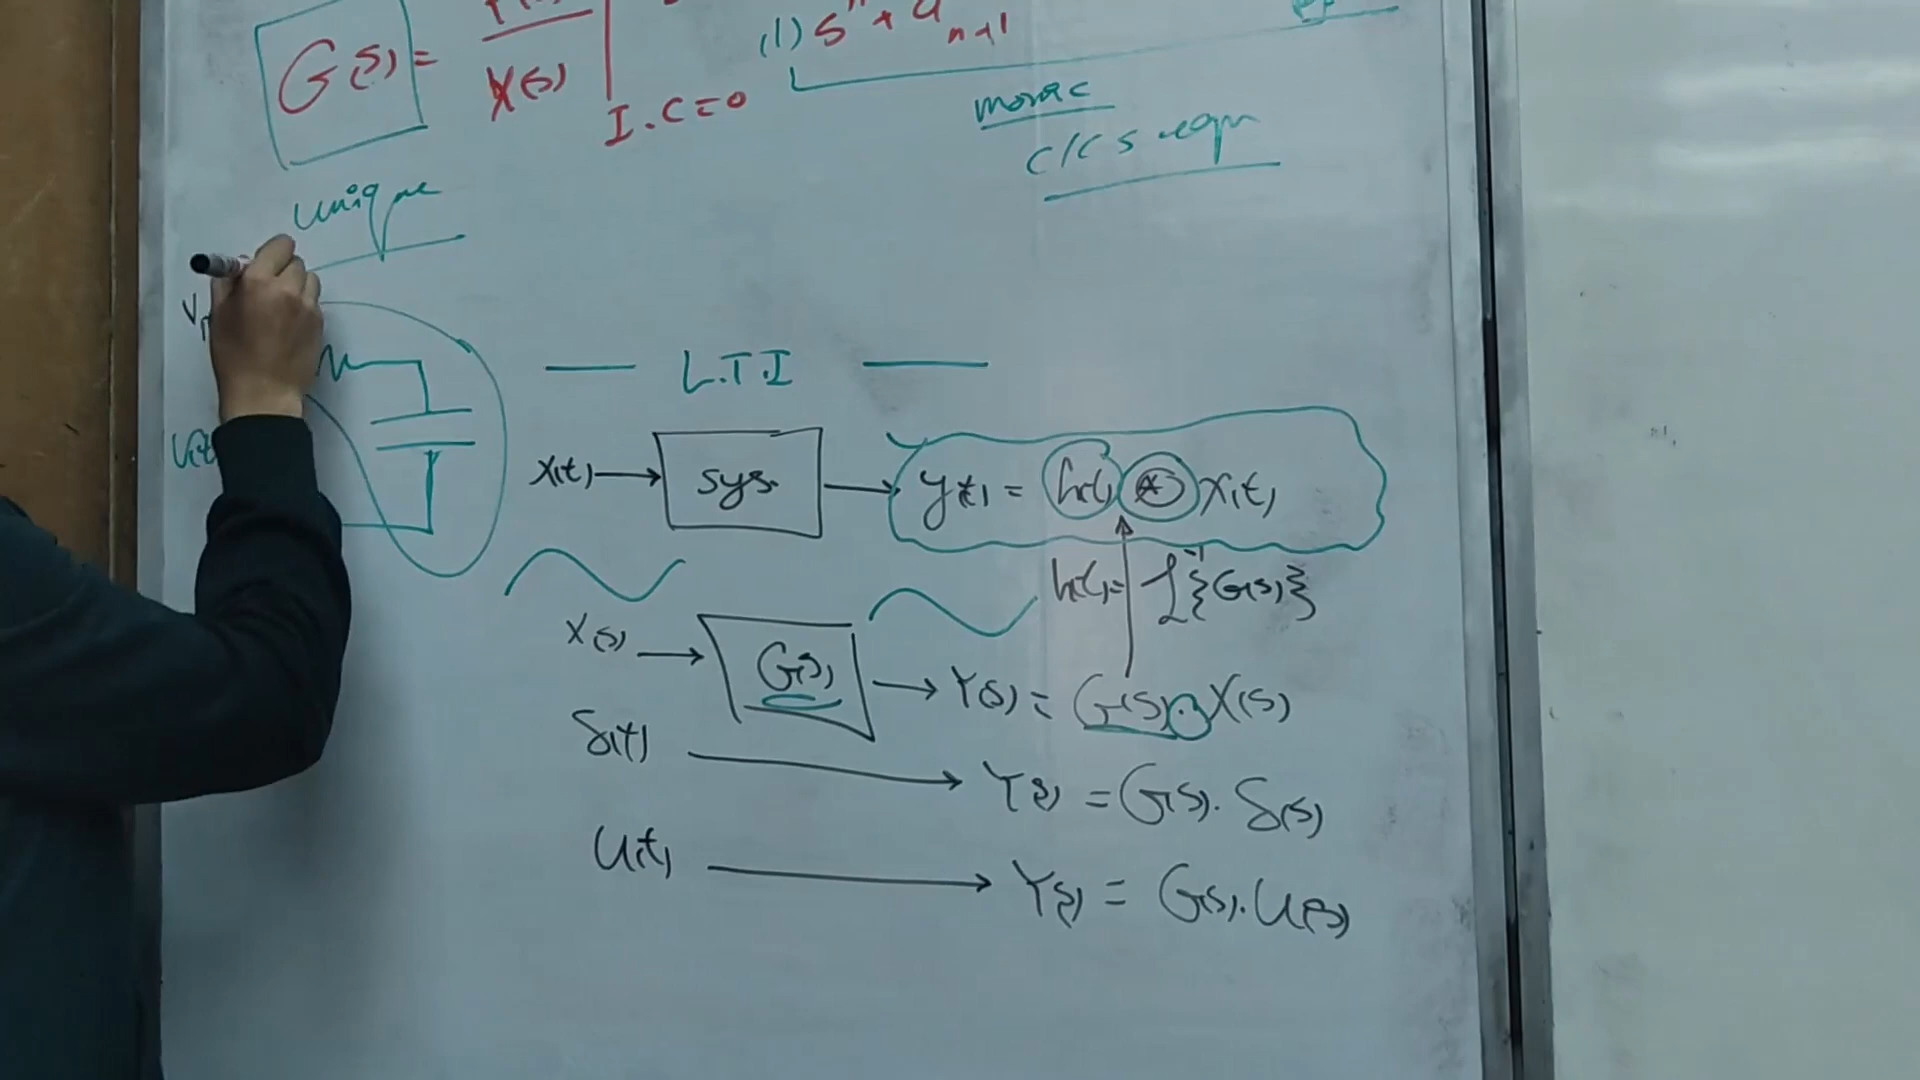 G(s) = X(s) | I.C=0
(1) S^n + a_{n-1}
monic
c/cs eqn
unique
L.T.I
x(t) → sys. → y(t) = h(t) ⊛ x(t)
h(t) = ℒ^{-1}{G(s)}
X(s) → G(s) → Y(s) = G(s) . X(s)
δ(t) → Y(s) = G(s). δ(s)
U(t) → Y(s) = G(s). U(s)